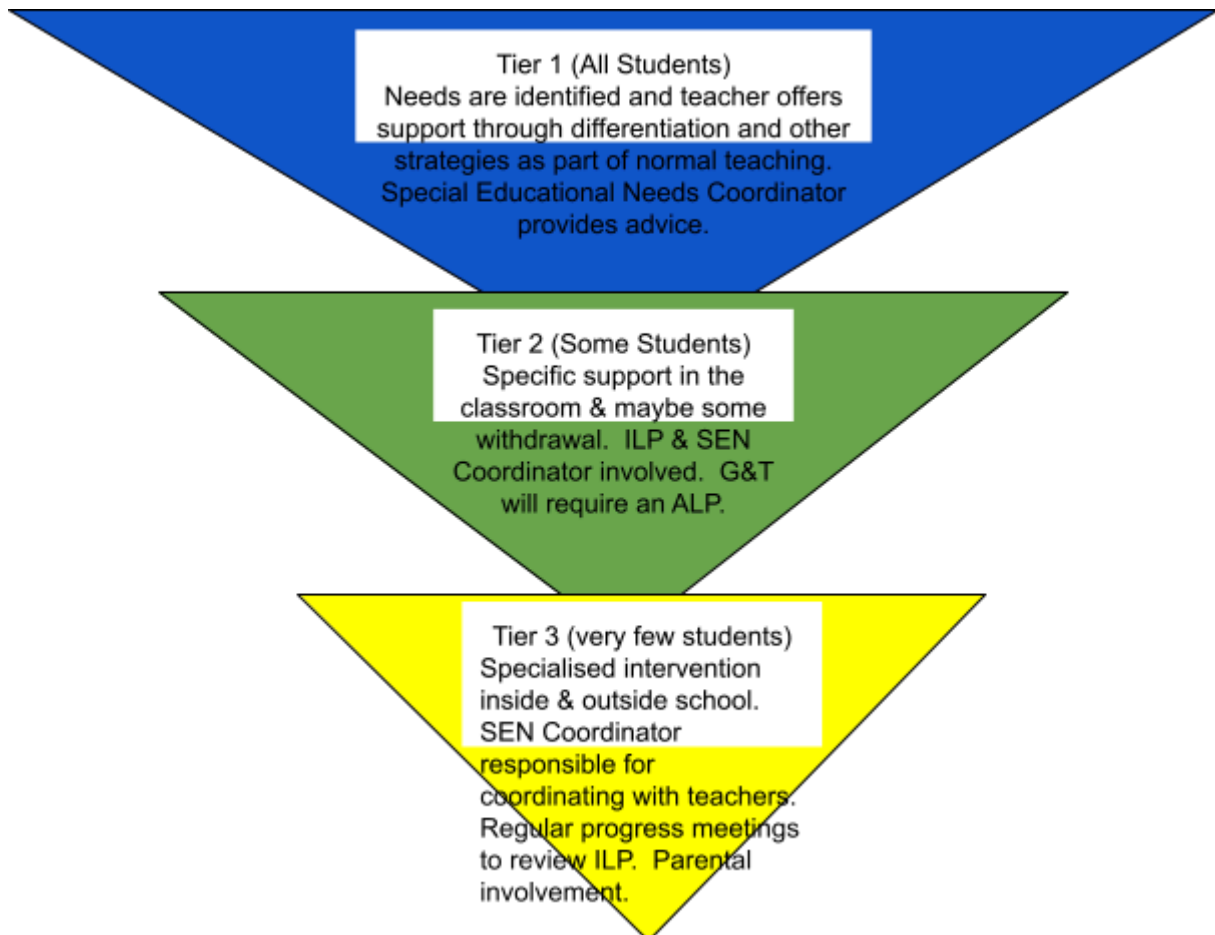 Tier 1 (All Students)
Needs are identified and teacher offers
support through differentiation and other
strategies as part of normal teaching.
Special Educational Needs Coordinator
provides advice.
Tier 2 (Some Students)
Specific support in the
classroom & maybe some
withdrawal.  ILP & SEN
Coordinator involved.  G&T
will require an ALP.
Tier 3 (very few students)
Specialised intervention
inside & outside school.
SEN Coordinator
responsible for
coordinating with teachers.
Regular progress meetings
to review ILP.  Parental
involvement.